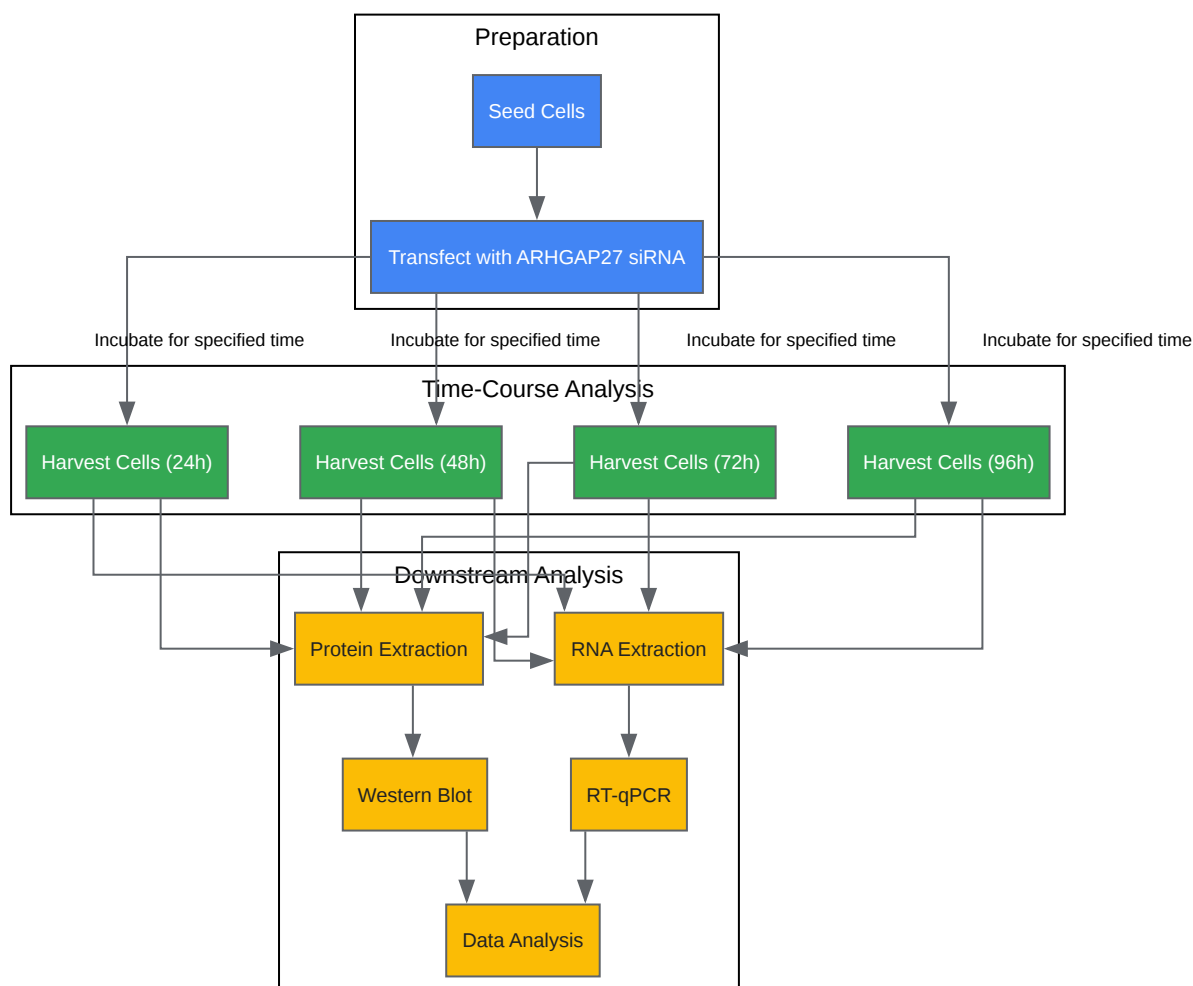 Preparation
Seed Cells
Transfect with ARHGAP27 siRNA
Incubate for specified time
Incubate for specified time
Incubate for specified time
Incubate for specified time
Time-Course Analysis
Harvest Cells (24h)
Harvest Cells (48h)
Harvest Cells (72h)
Harvest Cells (96h)
Downstream Analysis
Protein Extraction
RNA Extraction
Western Blot
RT-qPCR
Data Analysis